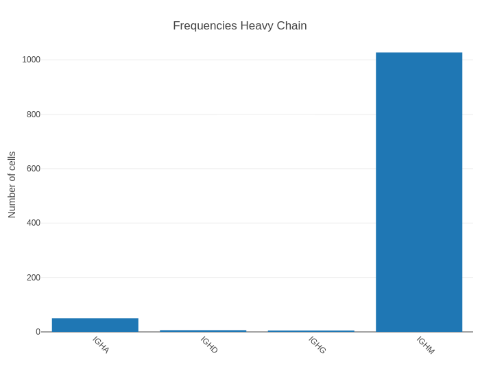 Frequencies Heavy Chain
Number of cells
1000
800
600
400
200
0
IGHA
IGHD
IGHG
IGHM